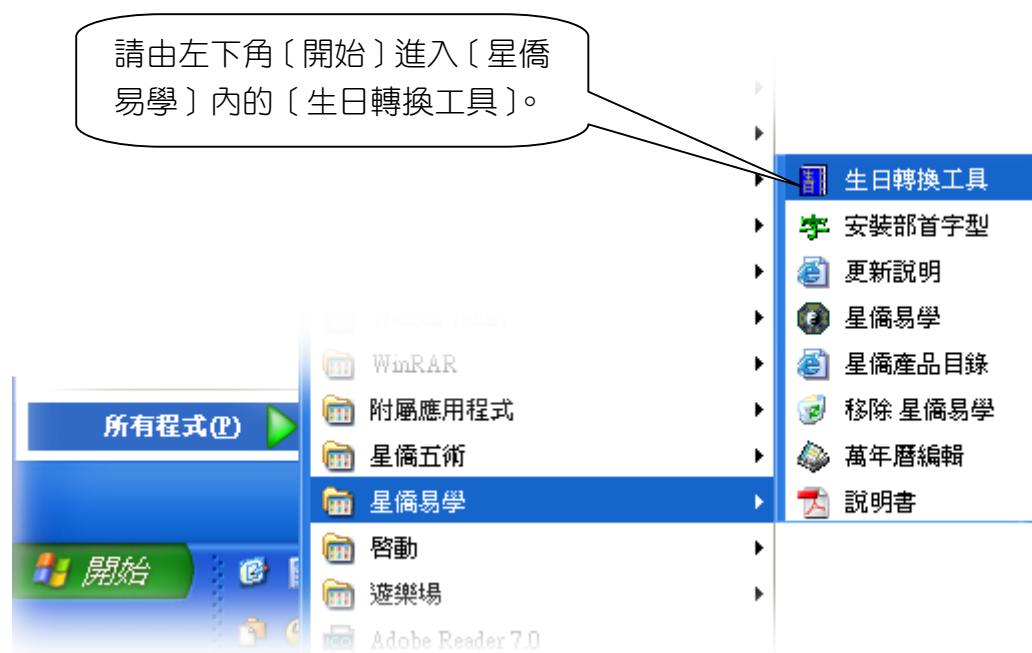 請由左下角〔開始〕進入〔星僑
易學〕內的〔生日轉換工具〕。
生日轉換工具
安裝部首字型
更新說明
星僑易學
星僑產品目錄
移除 星僑易學
萬年曆編輯
說明書
WinRAR
附屬應用程式
星僑五術
星僑易學
啓動
遊樂場
Adobe Reader 7.0
所有程式(P)
開始